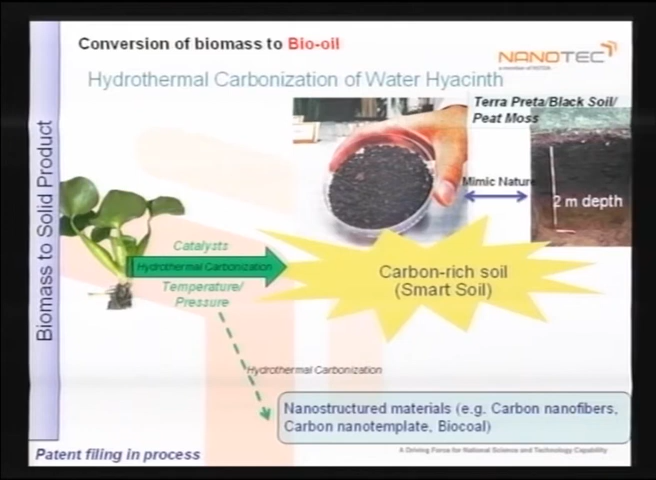 Conversion of biomass to Bio-oil
NANOTEC
a member of NSTDA
Hydrothermal Carbonization of Water Hyacinth
Terra Preta/Black Soil/
Peat Moss
Biomass to Solid Product
Mimic Nature
2 m depth
Catalysts
Hydrothermal Carbonization
Temperature/
Pressure
Carbon-rich soil
(Smart Soil)
Hydrothermal Carbonization
Nanostructured materials (e.g. Carbon nanofibers,
Carbon nanotemplate, Biocoal)
Patent filing in process
A Driving Force for National Science and Technology Capability